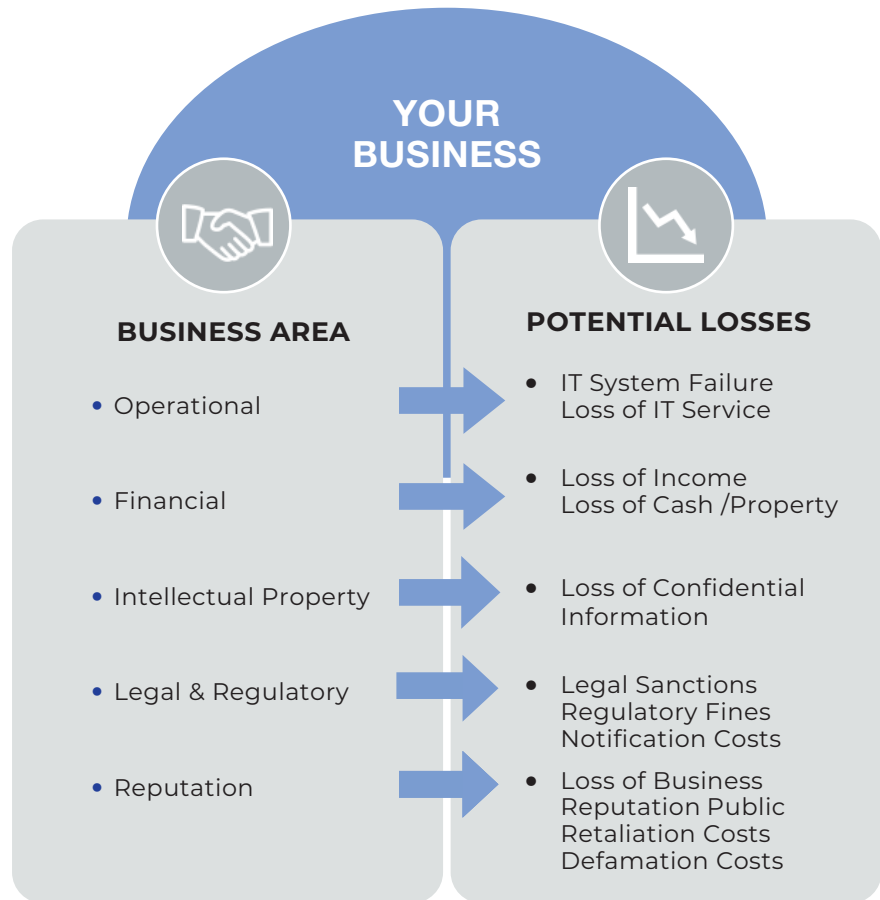 YOUR
BUSINESS
BUSINESS AREA
• Operational
• Financial
• Intellectual Property
• Legal & Regulatory
• Reputation
POTENTIAL LOSSES
• IT System Failure
Loss of IT Service
• Loss of Income
Loss of Cash /Property
• Loss of Confidential
Information
• Legal Sanctions
Regulatory Fines
Notification Costs
• Loss of Business
Reputation Public
Retaliation Costs
Defamation Costs